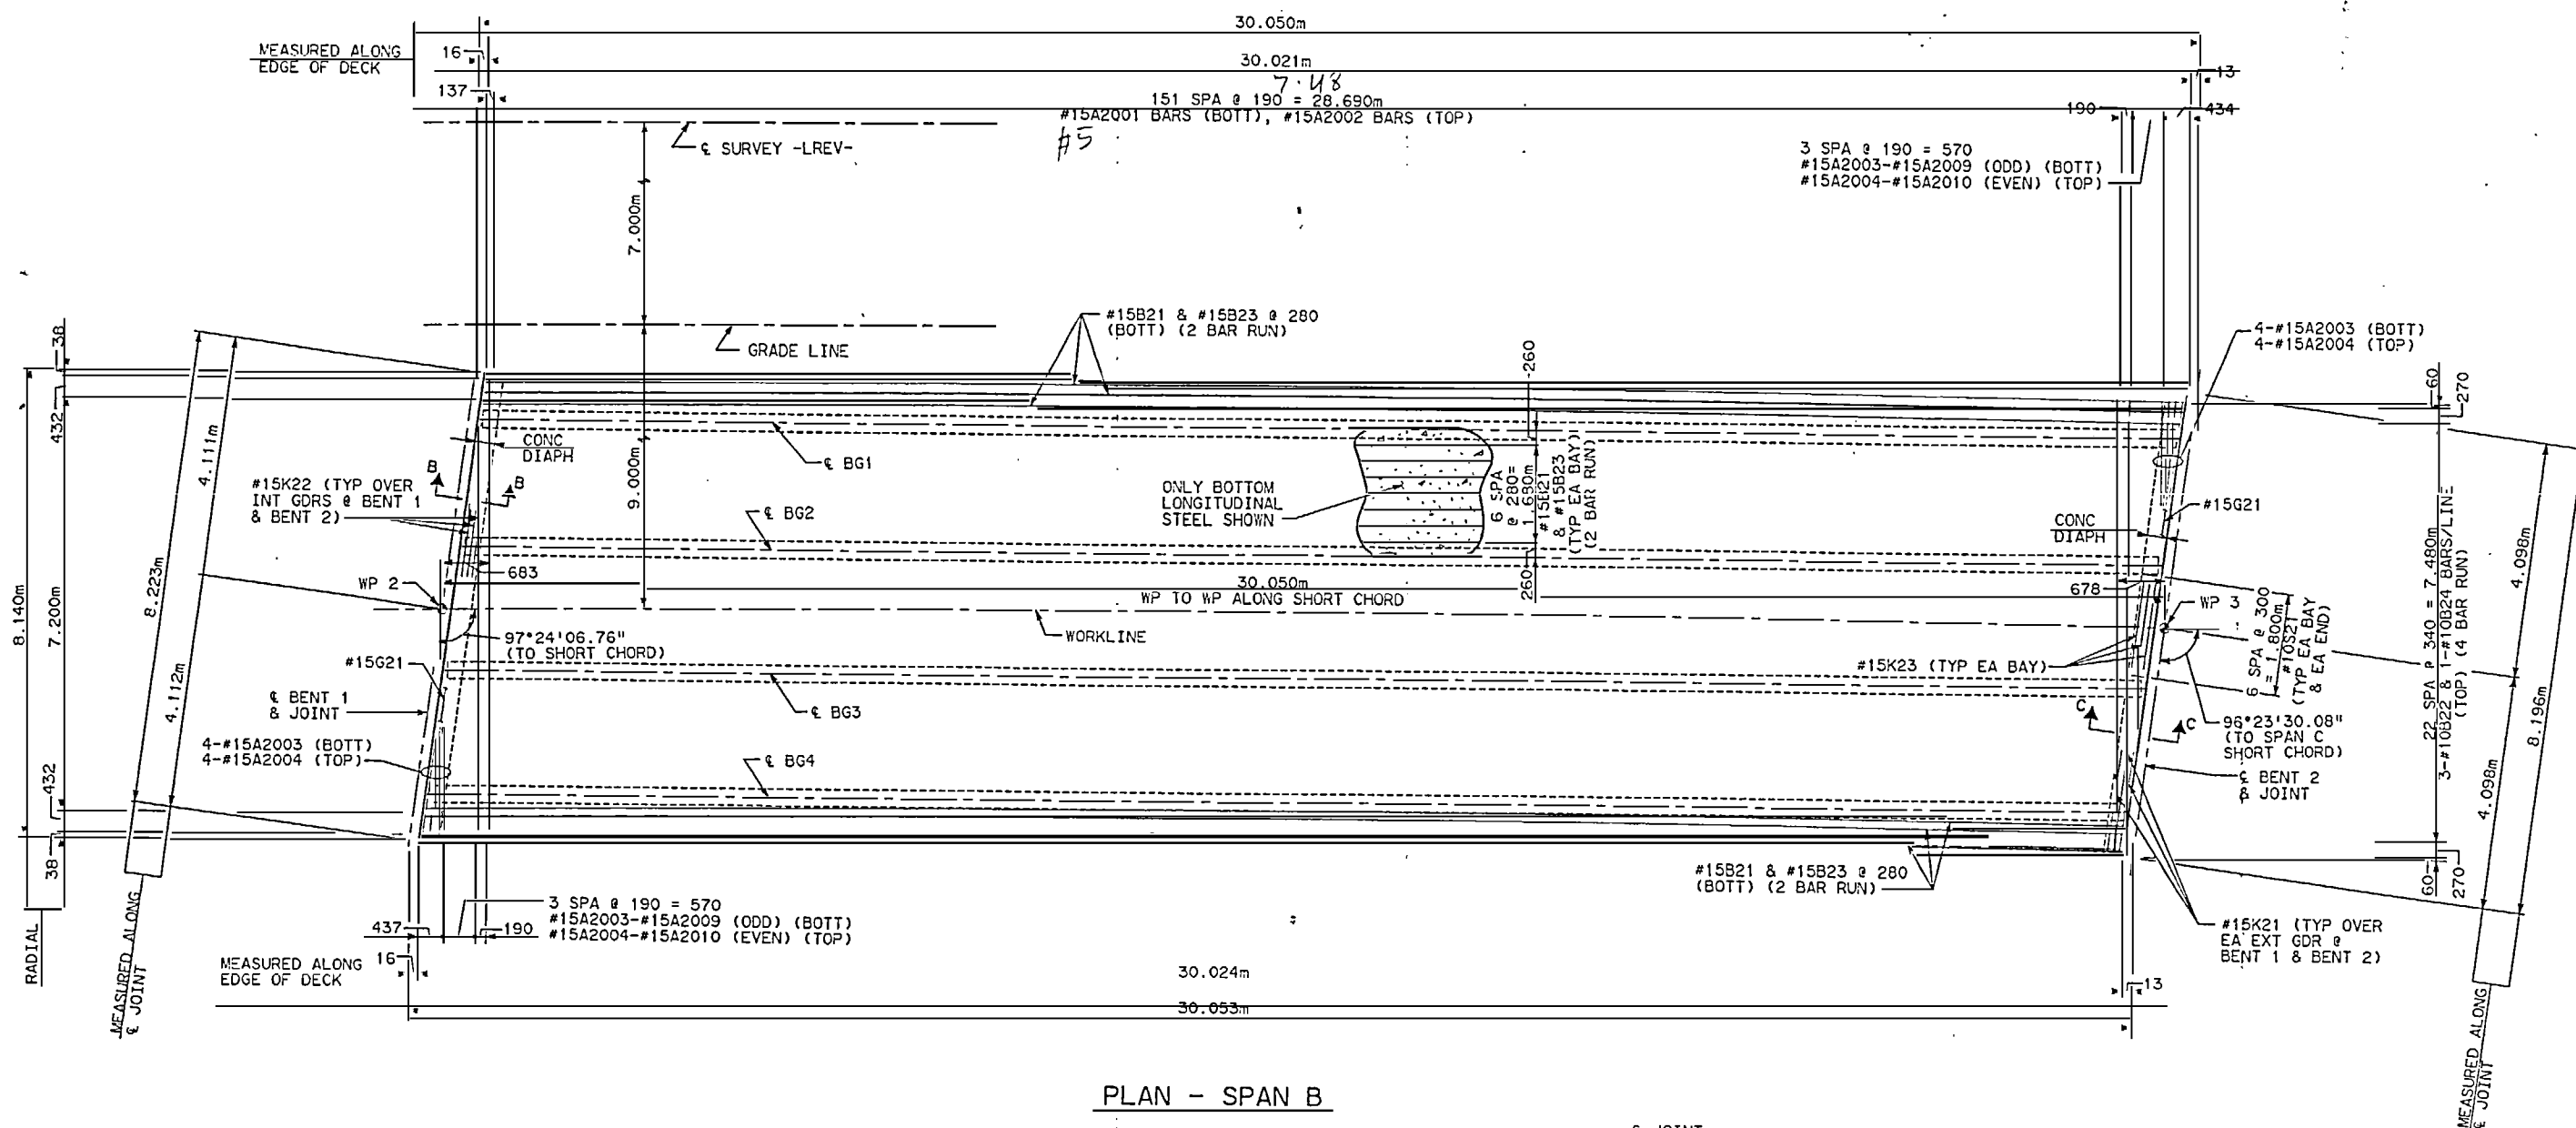 30.050m
MEASURED ALONG
EDGE OF DECK
16
30.021m
13
137
7.48
151 SPA @ 190 = 28.690m
#15A2001 BARS (BOTT), #15A2002 BARS (TOP)
#5
190
434
℄ SURVEY -LREV-
3 SPA @ 190 = 570
#15A2003-#15A2009 (ODD) (BOTT)
#15A2004-#15A2010 (EVEN) (TOP)
7.000m
GRADE LINE
#15B21 & #15B23 @ 280
(BOTT) (2 BAR RUN)
4-#15A2003 (BOTT)
4-#15A2004 (TOP)
38
432
4.111m
8.223m
4.112m
8.140m
7.200m
432
38
RADIAL
MEASURED ALONG
℄ JOINT
CONC
DIAPH
B
B
#15K22 (TYP OVER
INT GDRS @ BENT 1
& BENT 2)
℄ BG1
9.000m
℄ BG2
ONLY BOTTOM
LONGITUDINAL
STEEL SHOWN
260
6 SPA
@ 280=
1.680m
#15B21
& #15B23
(TYP EA BAY)
(2 BAR RUN)
260
683
WP 2
30.050m
WP TO WP ALONG SHORT CHORD
WORKLINE
97°24'06.76"
(TO SHORT CHORD)
#15G21
℄ BENT 1
& JOINT
℄ BG3
4-#15A2003 (BOTT)
4-#15A2004 (TOP)
℄ BG4
#15G21
CONC
DIAPH
678
WP 3
#15K23 (TYP EA BAY)
6 SPA @ 300
= 1.800m
#10S21
(TYP EA BAY
& EA END)
C
C
96°23'30.08"
(TO SPAN C
SHORT CHORD)
℄ BENT 2
& JOINT
60
270
22 SPA @ 340 = 7.480m
3-#10B22 & 1-#10B24 BARS/LINE
(TOP) (4 BAR RUN)
60
270
4.098m
8.196m
4.098m
MEASURED ALONG
℄ JOINT
#15B21 & #15B23 @ 280
(BOTT) (2 BAR RUN)
#15K21 (TYP OVER
EA EXT GDR @
BENT 1 & BENT 2)
3 SPA @ 190 = 570
#15A2003-#15A2009 (ODD) (BOTT)
#15A2004-#15A2010 (EVEN) (TOP)
437
190
16
MEASURED ALONG
EDGE OF DECK
30.024m
13
30.053m
PLAN - SPAN B